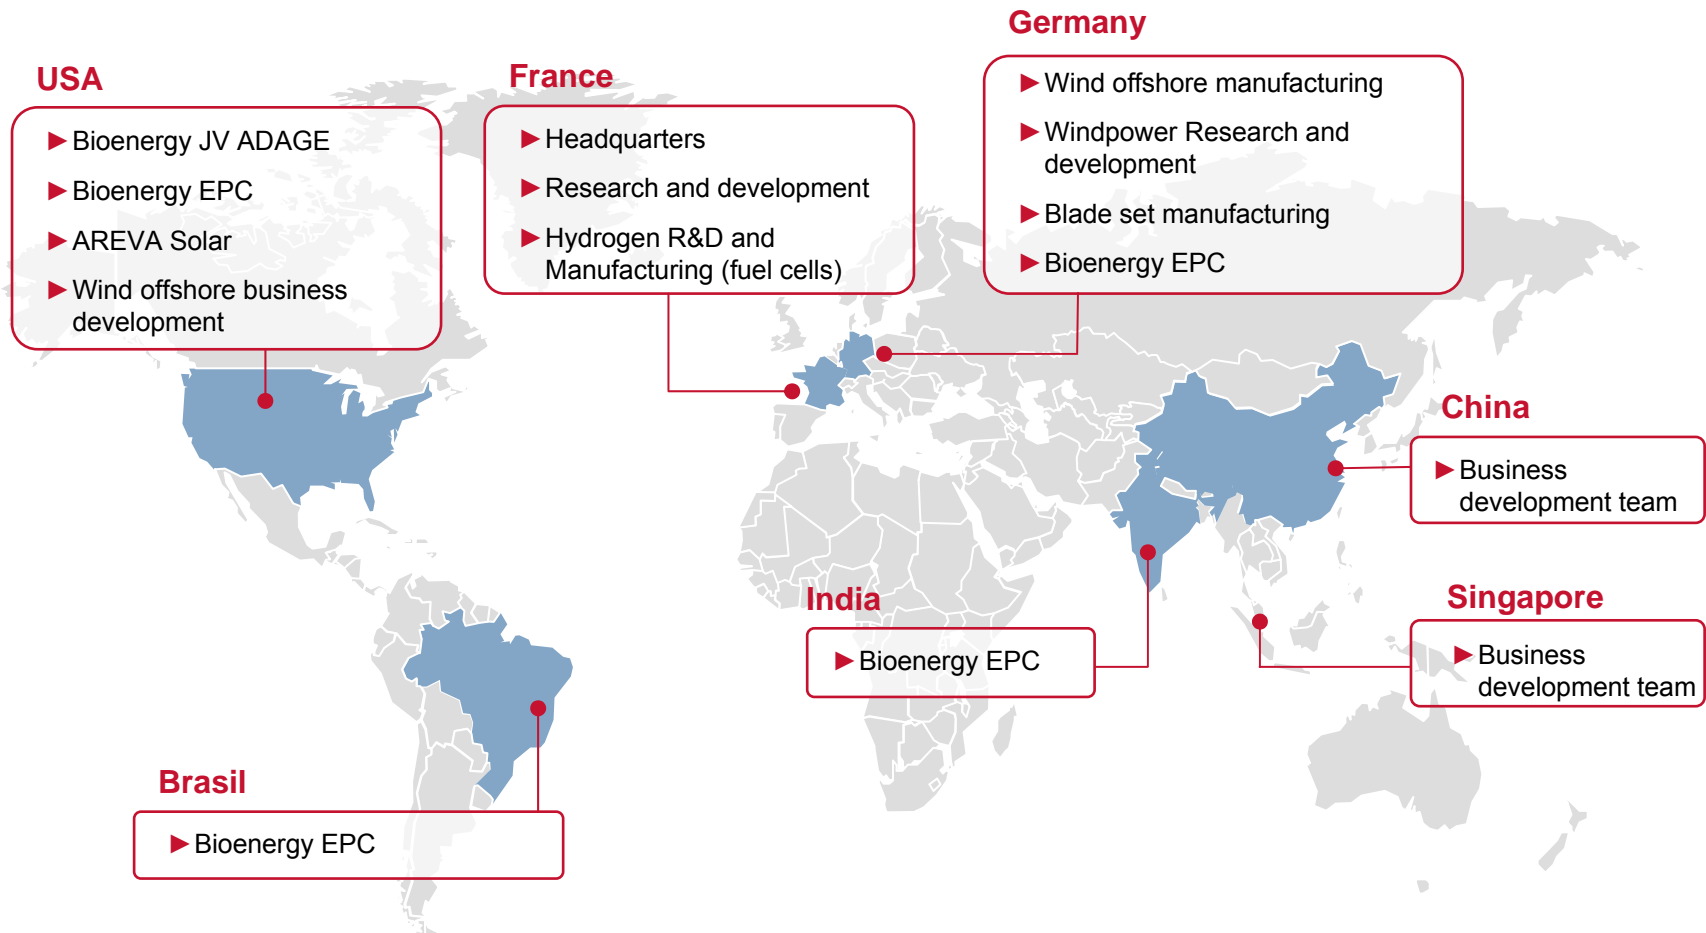 USA
► Bioenergy JV ADAGE
► Bioenergy EPC
► AREVA Solar
► Wind offshore business
development
France
► Headquarters
► Research and development
► Hydrogen R&D and
Manufacturing (fuel cells)
Germany
► Wind offshore manufacturing
► Windpower Research and
development
► Blade set manufacturing
► Bioenergy EPC
China
► Business
development team
India
► Bioenergy EPC
Singapore
► Business
development team
Brasil
► Bioenergy EPC